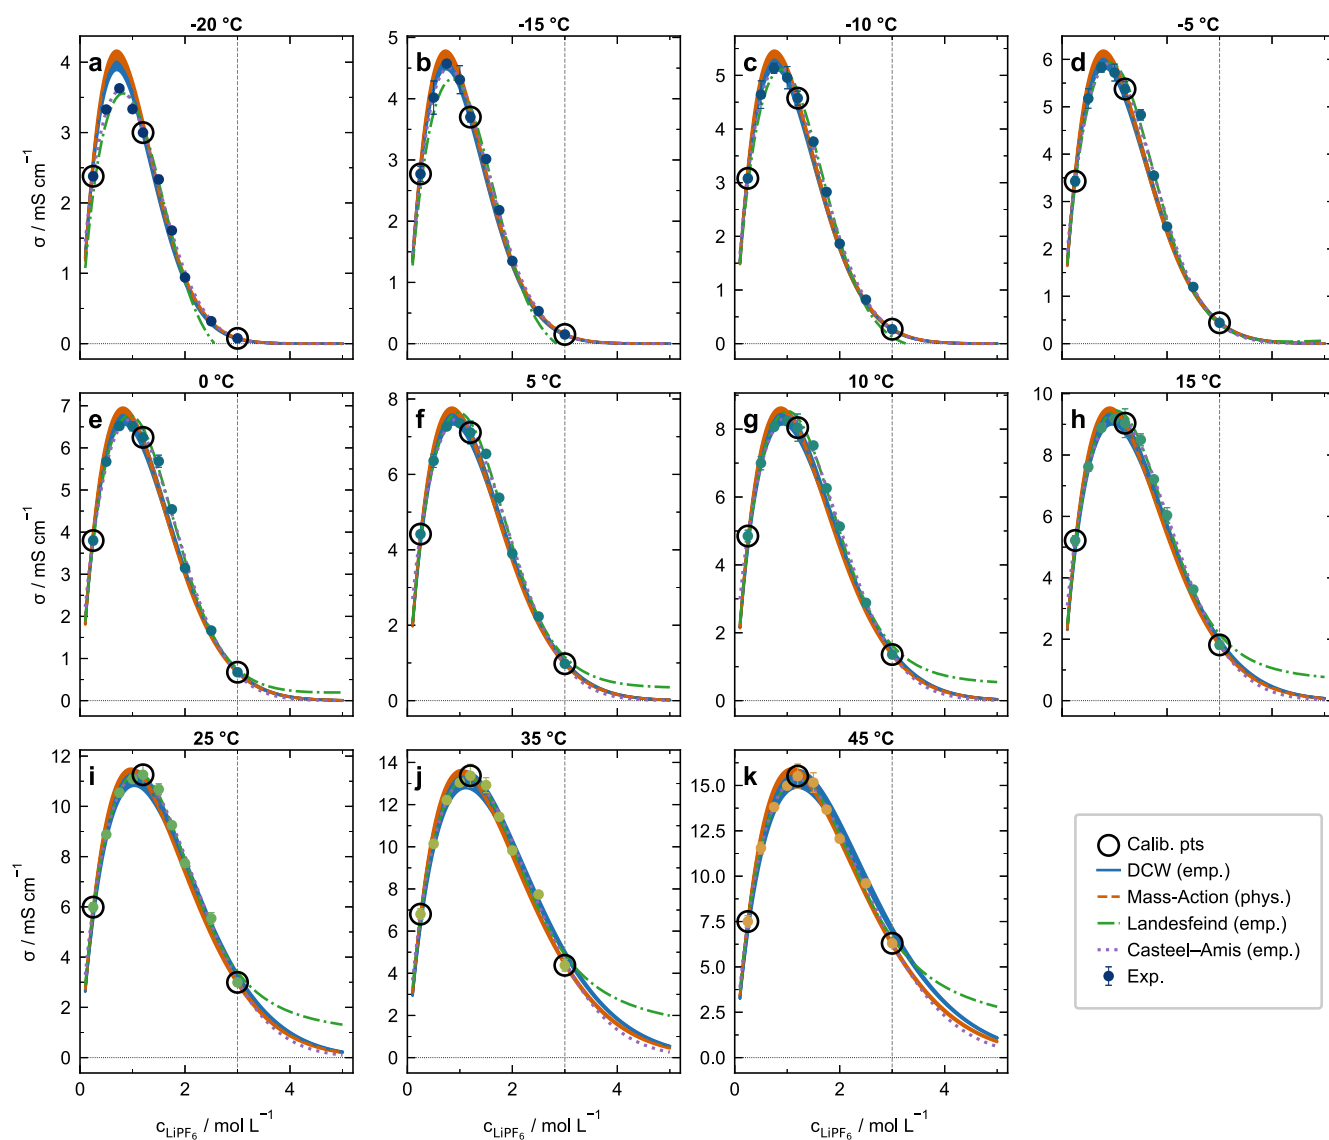 -20 °C
-15 °C
-10 °C
-5 °C
a
b
c
d
σ / mS cm⁻¹
4
3
2
1
0
5
4
3
2
1
0
5
4
3
2
1
0
6
5
4
3
2
1
0
0 °C
5 °C
10 °C
15 °C
e
f
g
h
σ / mS cm⁻¹
7
6
5
4
3
2
1
0
8
6
4
2
0
8
6
4
2
0
10
8
6
4
2
0
25 °C
35 °C
45 °C
i
j
k
σ / mS cm⁻¹
12
10
8
6
4
2
0
14
12
10
8
6
4
2
0
15.0
12.5
10.0
7.5
5.0
2.5
0.0
0 2 4
0 2 4
0 2 4
c_LiPF₆ / mol L⁻¹
c_LiPF₆ / mol L⁻¹
c_LiPF₆ / mol L⁻¹
Calib. pts
DCW (emp.)
Mass-Action (phys.)
Landesfeind (emp.)
Casteel–Amis (emp.)
Exp.